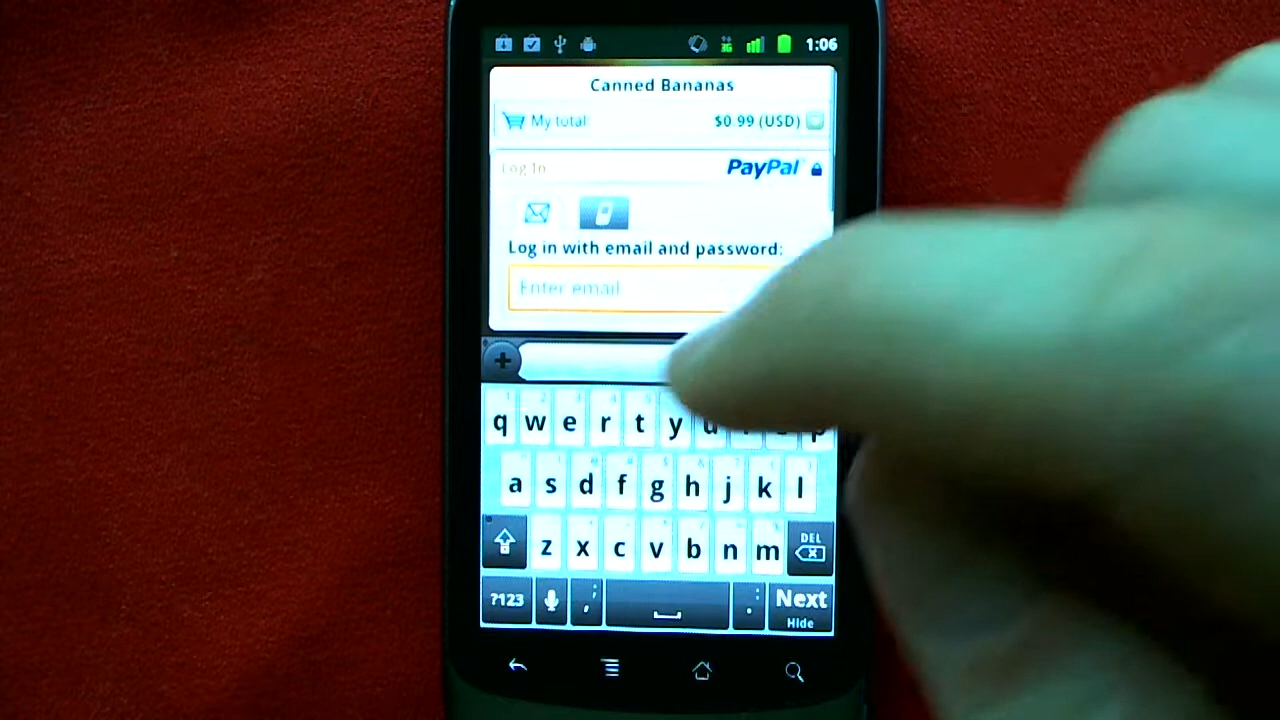 1:06
Canned Bananas
My total: $0.99 (USD)
Log In PayPal
Log in with email and password:
Enter email
q w e r t y u p
a s d f g h j k l
z x c v b n m DEL
?123 , . Next
Hide